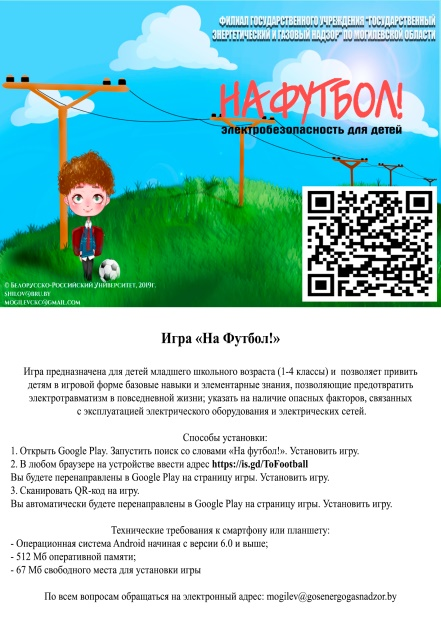 ФИЛИАЛ ГОСУДАРСТВЕННОГО УЧРЕЖДЕНИЯ "ГОСУДАРСТВЕННЫЙ
ЭНЕРГЕТИЧЕСКИЙ И ГАЗОВЫЙ НАДЗОР" ПО МОГИЛЕВСКОЙ ОБЛАСТИ
НА ФУТБОЛ!
электробезопасность для детей
© Белорусско-Российский Университет, 2019г.
shilov@bru.by
mogilevckc@gmail.com
Игра «На Футбол!»
Игра предназначена для детей младшего школьного возраста (1-4 классы) и позволяет привить
детям в игровой форме базовые навыки и элементарные знания, позволяющие предотвратить
электротравматизм в повседневной жизни; указать на наличие опасных факторов, связанных
с эксплуатацией электрического оборудования и электрических сетей.
Способы установки:
1. Открыть Google Play. Запустить поиск со словами «На футбол!». Установить игру.
2. В любом браузере на устройстве ввести адрес https://is.gd/ToFootball
Вы будете перенаправлены в Google Play на страницу игры. Установить игру.
3. Сканировать QR-код на игру.
Вы автоматически будете перенаправлены в Google Play на страницу игры. Установить игру.
Технические требования к смартфону или планшету:
- Операционная система Android начиная с версии 6.0 и выше;
- 512 Мб оперативной памяти;
- 67 Мб свободного места для установки игры
По всем вопросам обращаться на электронный адрес: mogilev@gosenergogasnadzor.by